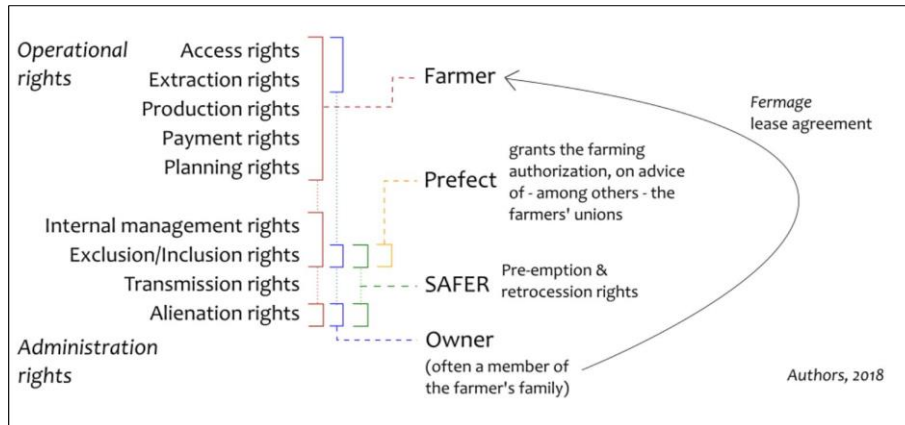 Operational
rights
Access rights
Extraction rights
Production rights
Payment rights
Planning rights
Internal management rights
Exclusion/Inclusion rights
Transmission rights
Alienation rights
Administration
rights
Farmer
Prefect
grants the farming
authorization, on advice
of - among others - the
farmers' unions
SAFER
Pre-emption &
retrocession rights
Owner
(often a member of
the farmer's family)
Fermage
lease agreement
Authors, 2018